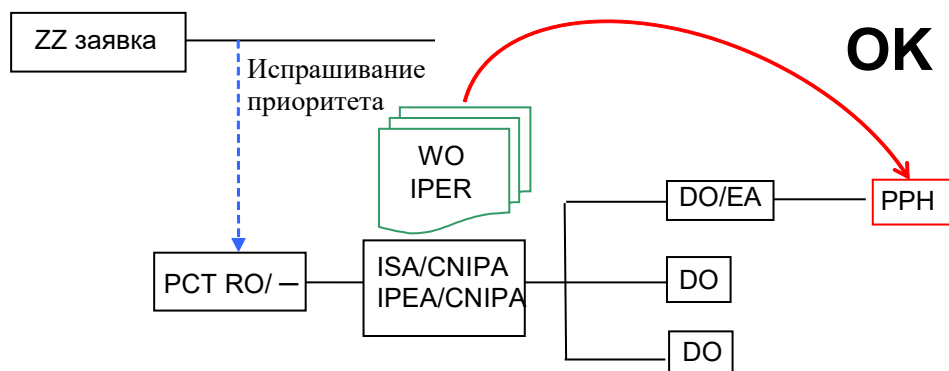 ZZ заявка
OK
Испрашивание
приоритета
WO
IPER
DO/EA
PPH
PCT RO/ –
ISA/CNIPA
IPEA/CNIPA
DO
DO